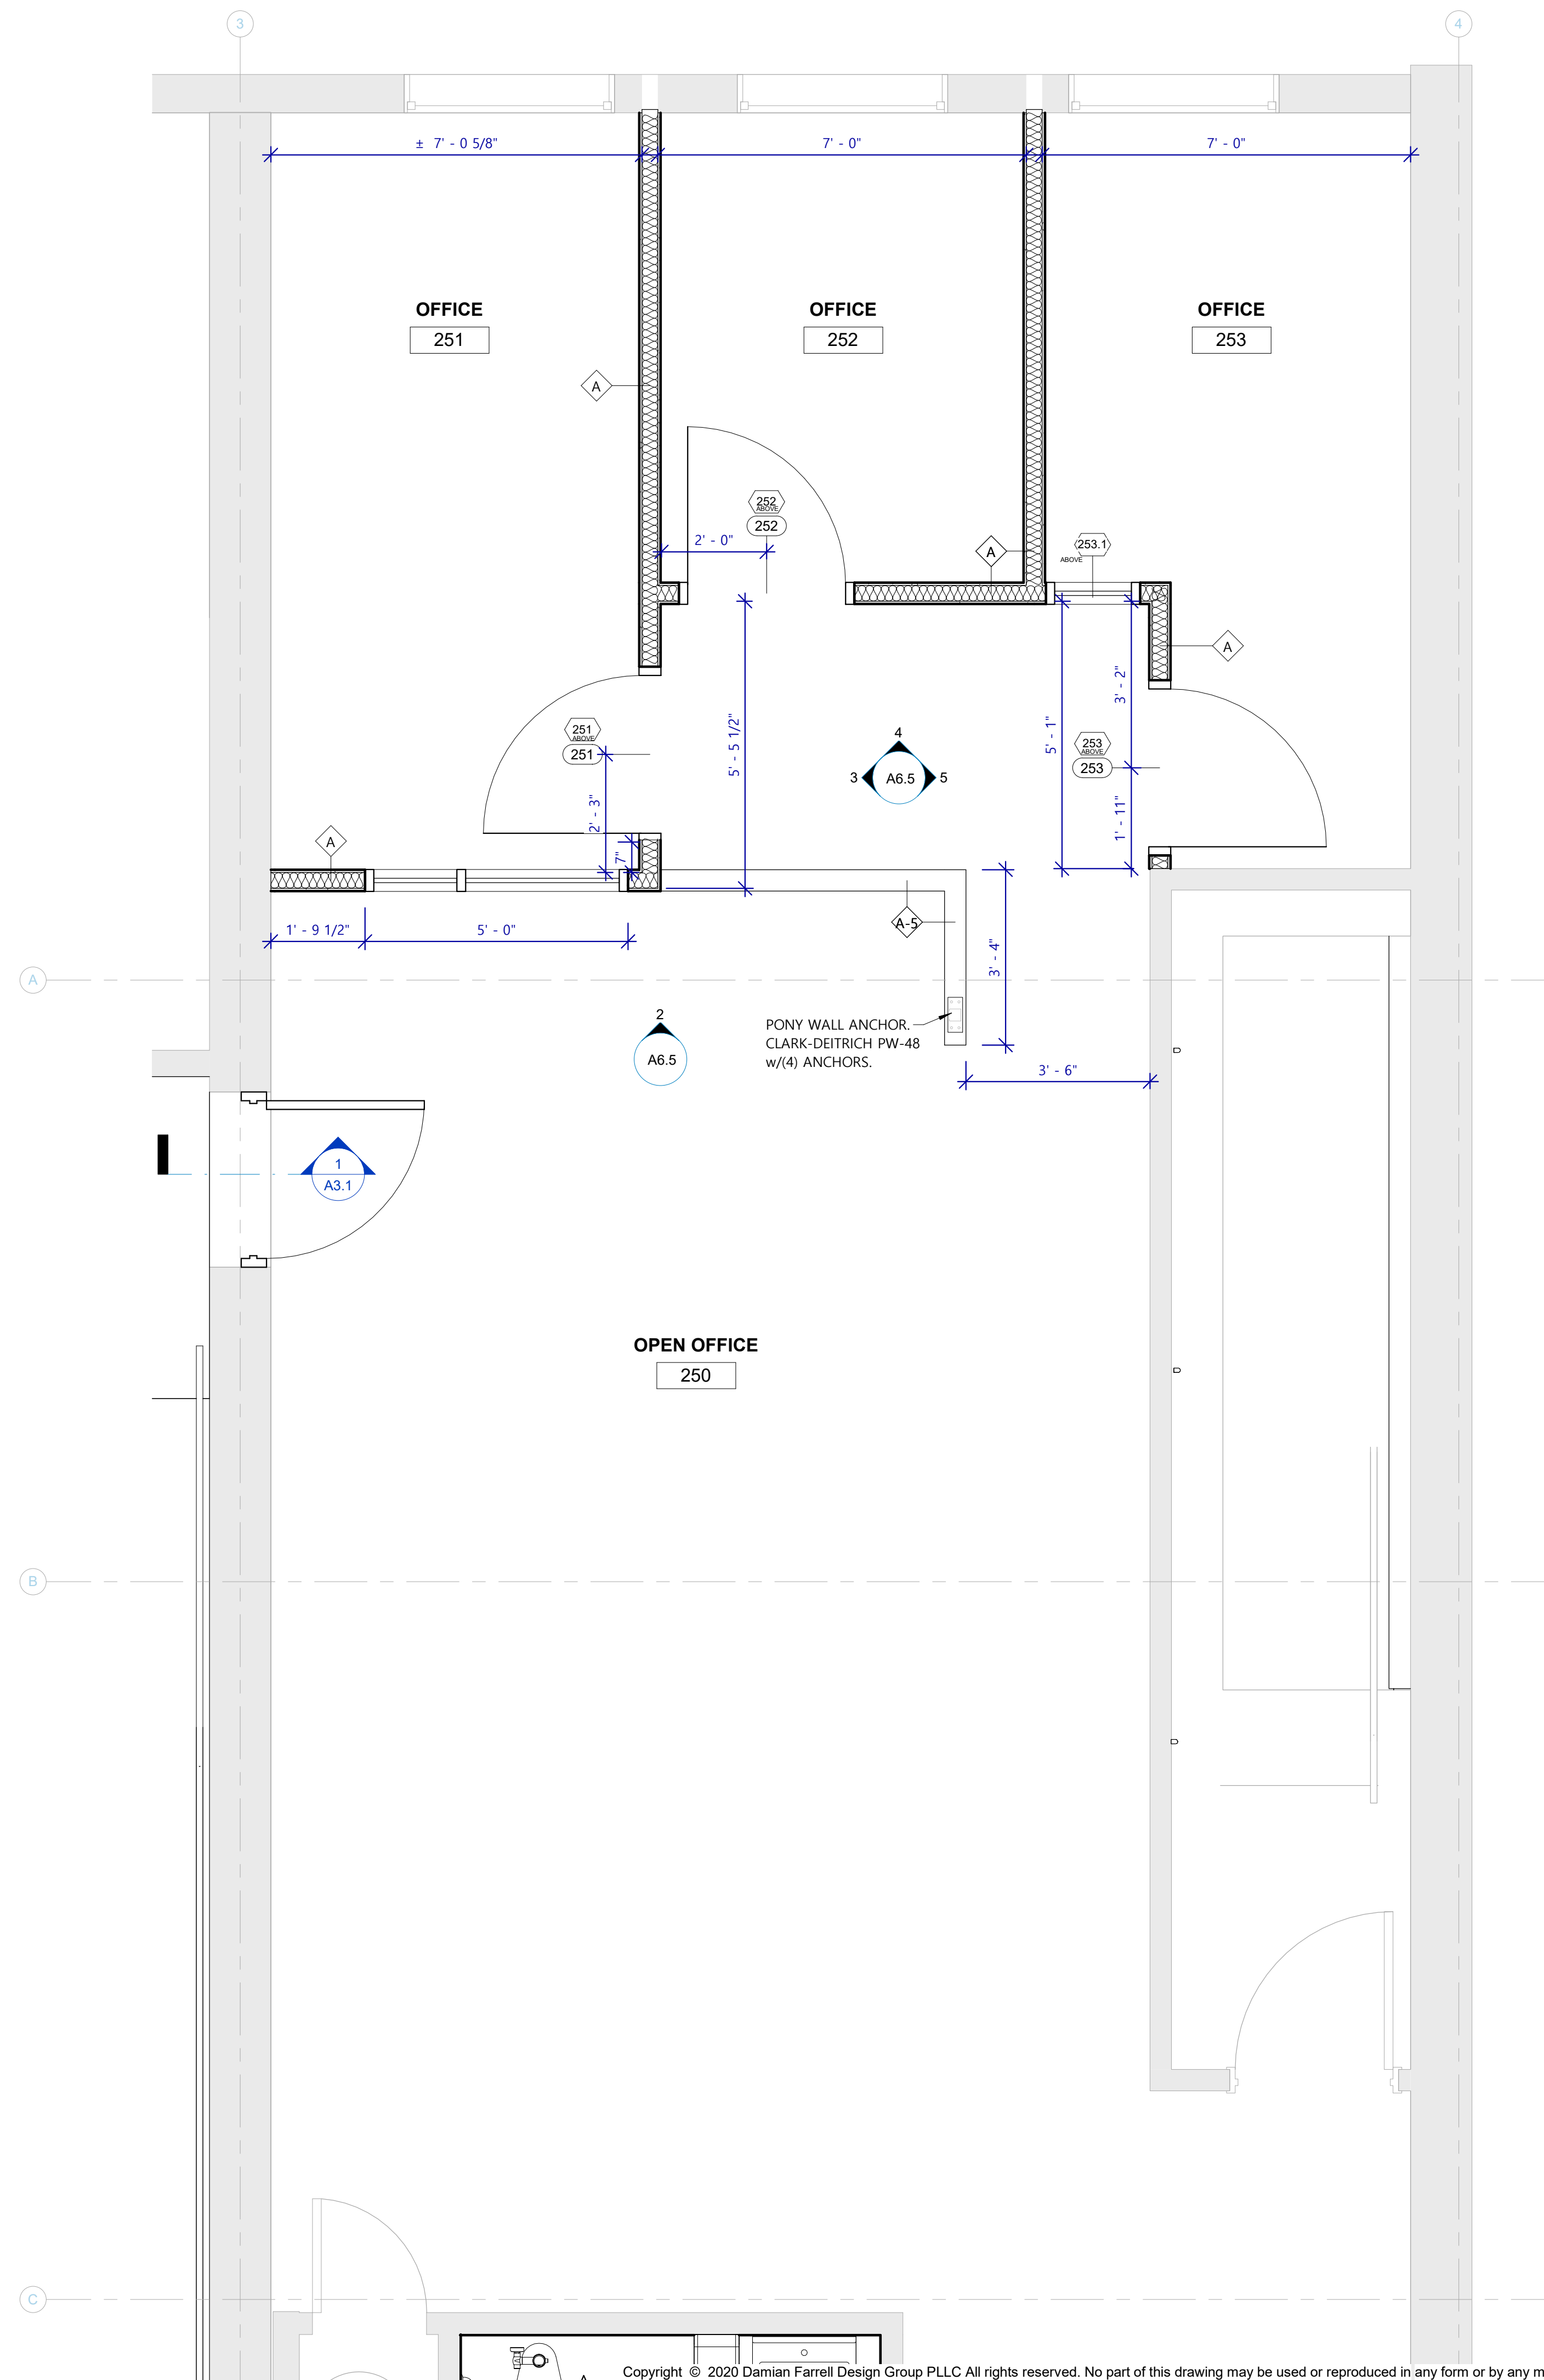 3
4
± 7' - 0 5/8"
7' - 0"
7' - 0"
OFFICE
251
OFFICE
252
OFFICE
253
A
252
ABOVE
252
2' - 0"
A
253.1
ABOVE
A
3' - 2"
251
ABOVE
251
5' - 5 1/2"
4
3
A6.5
5
5' - 1"
253
ABOVE
253
2' - 3"
1' - 11"
A
7"
1' - 9 1/2"
5' - 0"
A-5
3' - 4"
A
2
A6.5
PONY WALL ANCHOR.
CLARK-DEITRICH PW-48
w/(4) ANCHORS.
3' - 6"
1
A3.1
OPEN OFFICE
250
B
C
Copyright © 2020 Damian Farrell Design Group PLLC All rights reserved. No part of this drawing may be used or reproduced in any form or by any m